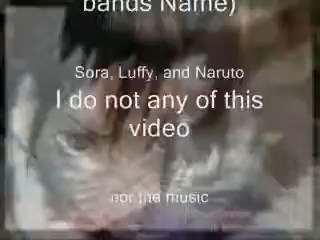 bands Name)
Sora, Luffy, and Naruto
I do not any of this
video
nor the music